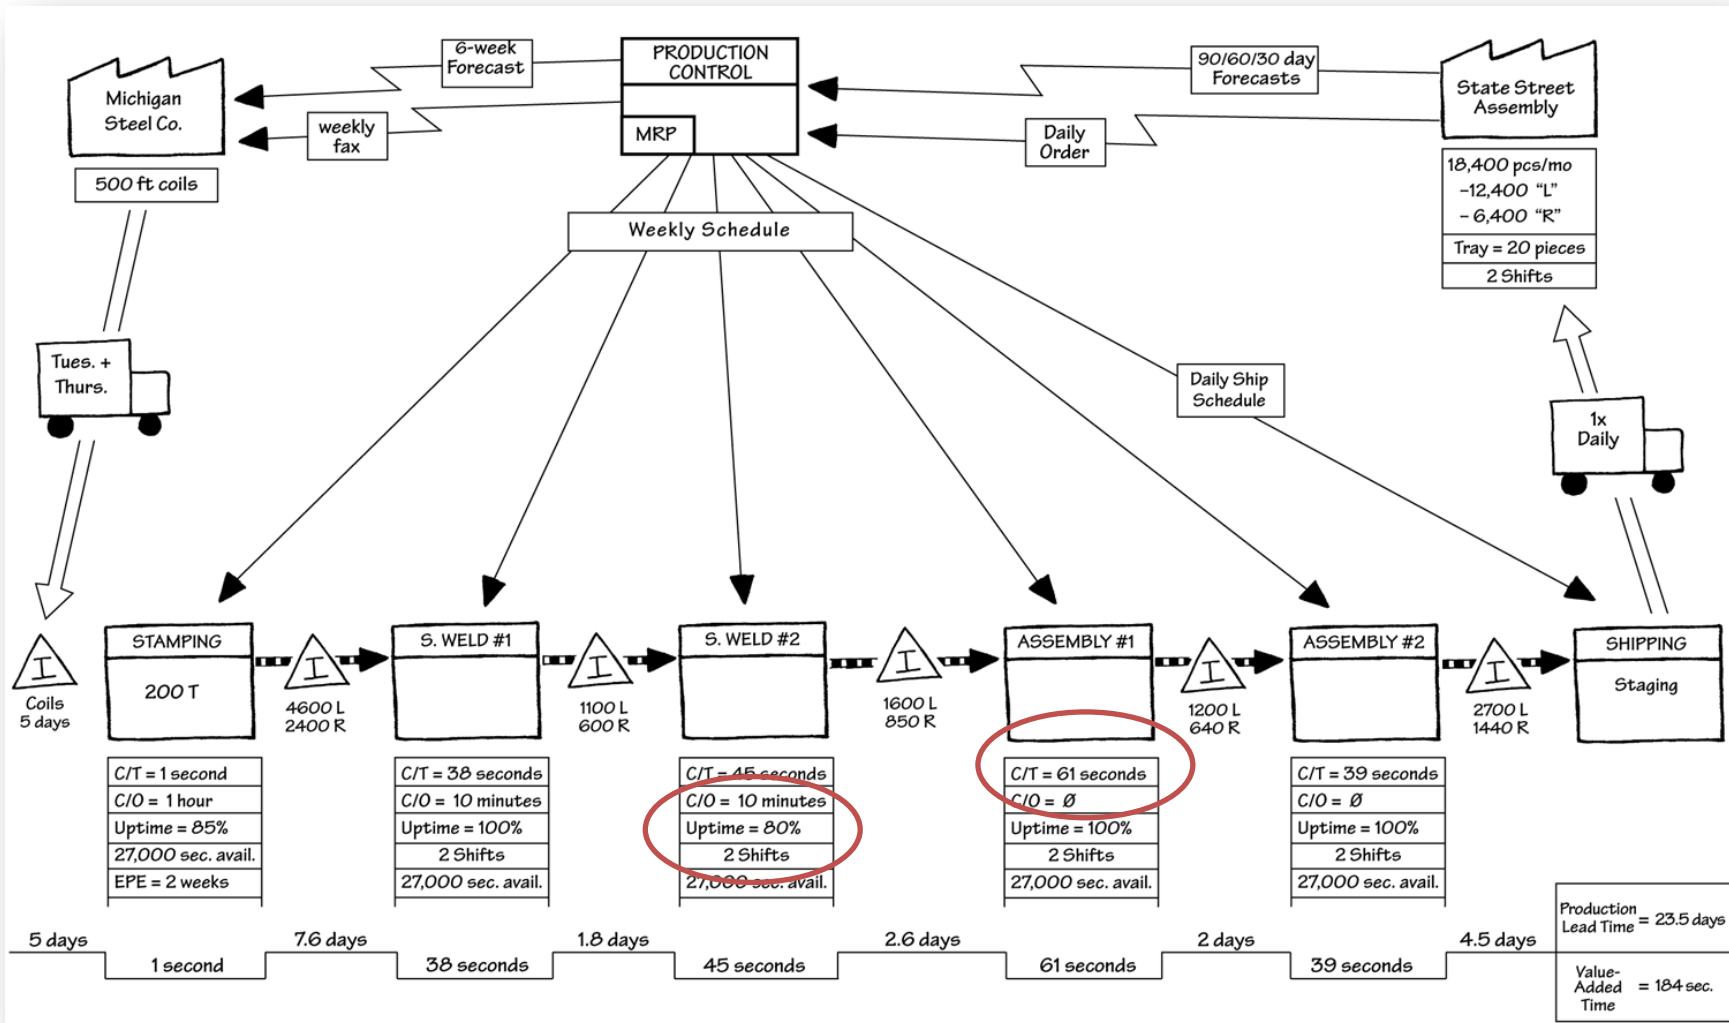 Michigan
Steel Co.
500 ft coils
6-week
Forecast
weekly
fax
PRODUCTION
CONTROL
MRP
90/60/30 day
Forecasts
Daily
Order
State Street
Assembly
18,400 pcs/mo
-12,400 "L"
- 6,400 "R"
Tray = 20 pieces
2 Shifts
Weekly Schedule
Tues. +
Thurs.
Daily Ship
Schedule
1x
Daily
I
Coils
5 days
STAMPING
200 T
I
4600 L
2400 R
S. WELD #1
I
1100 L
600 R
S. WELD #2
I
1600 L
850 R
ASSEMBLY #1
I
1200 L
640 R
ASSEMBLY #2
I
2700 L
1440 R
SHIPPING
Staging
C/T = 1 second
C/O = 1 hour
Uptime = 85%
27,000 sec. avail.
EPE = 2 weeks
C/T = 38 seconds
C/O = 10 minutes
Uptime = 100%
2 Shifts
27,000 sec. avail.
C/T = 45 seconds
C/O = 10 minutes
Uptime = 80%
2 Shifts
27,000 sec. avail.
C/T = 61 seconds
C/O = Ø
Uptime = 100%
2 Shifts
27,000 sec. avail.
C/T = 39 seconds
C/O = Ø
Uptime = 100%
2 Shifts
27,000 sec. avail.
5 days
1 second
7.6 days
38 seconds
1.8 days
45 seconds
2.6 days
61 seconds
2 days
39 seconds
4.5 days
Production
Lead Time = 23.5 days
Value-
Added = 184 sec.
Time